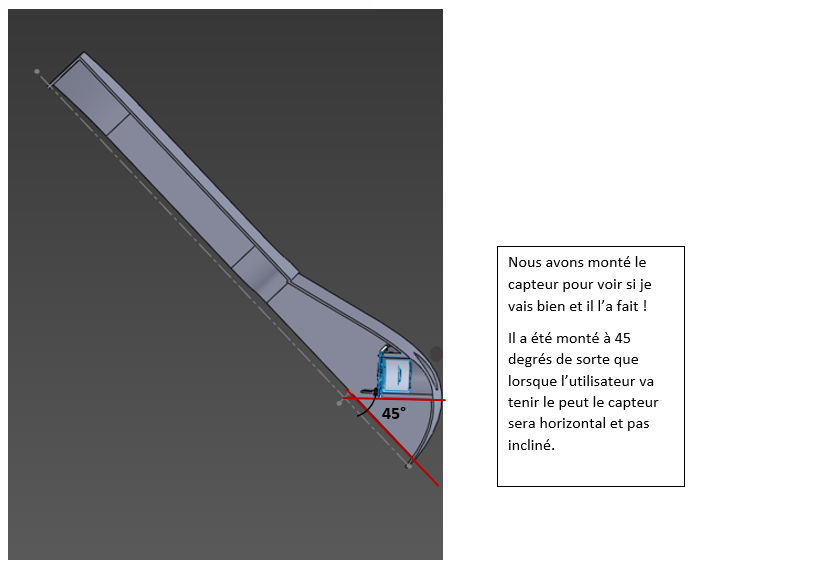 Nous avons monté le
capteur pour voir si je
vais bien et il l’a fait !
Il a été monté à 45
degrés de sorte que
lorsque l’utilisateur va
tenir le peut le capteur
sera horizontal et pas
incliné.
45°